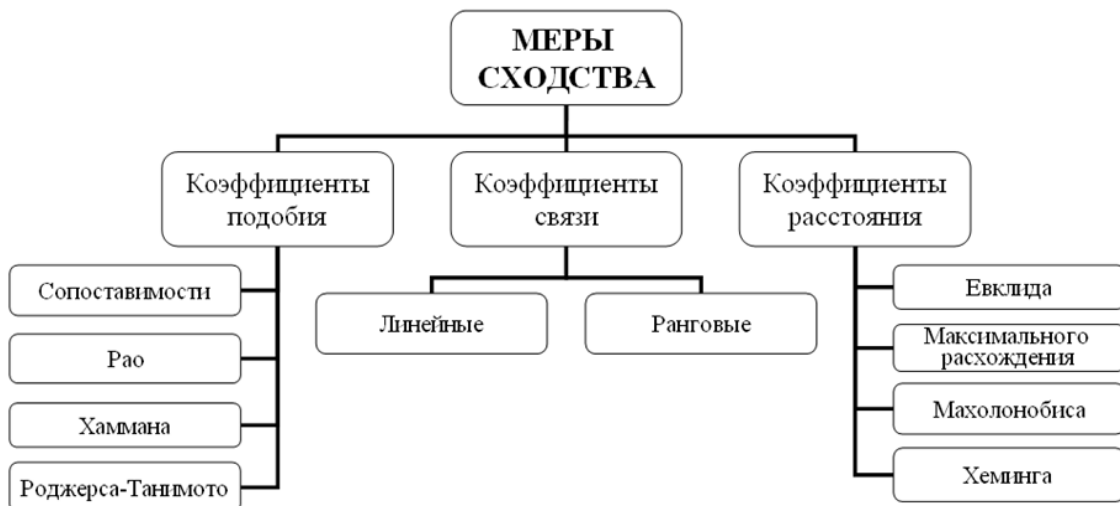 МЕРЫ
СХОДСТВА
Коэффициенты
подобия
Коэффициенты
связи
Коэффициенты
расстояния
Сопоставимости
Рао
Хаммана
Роджерса-Танимото
Линейные
Ранговые
Евклида
Максимального
расхождения
Махолонобиса
Хеминга